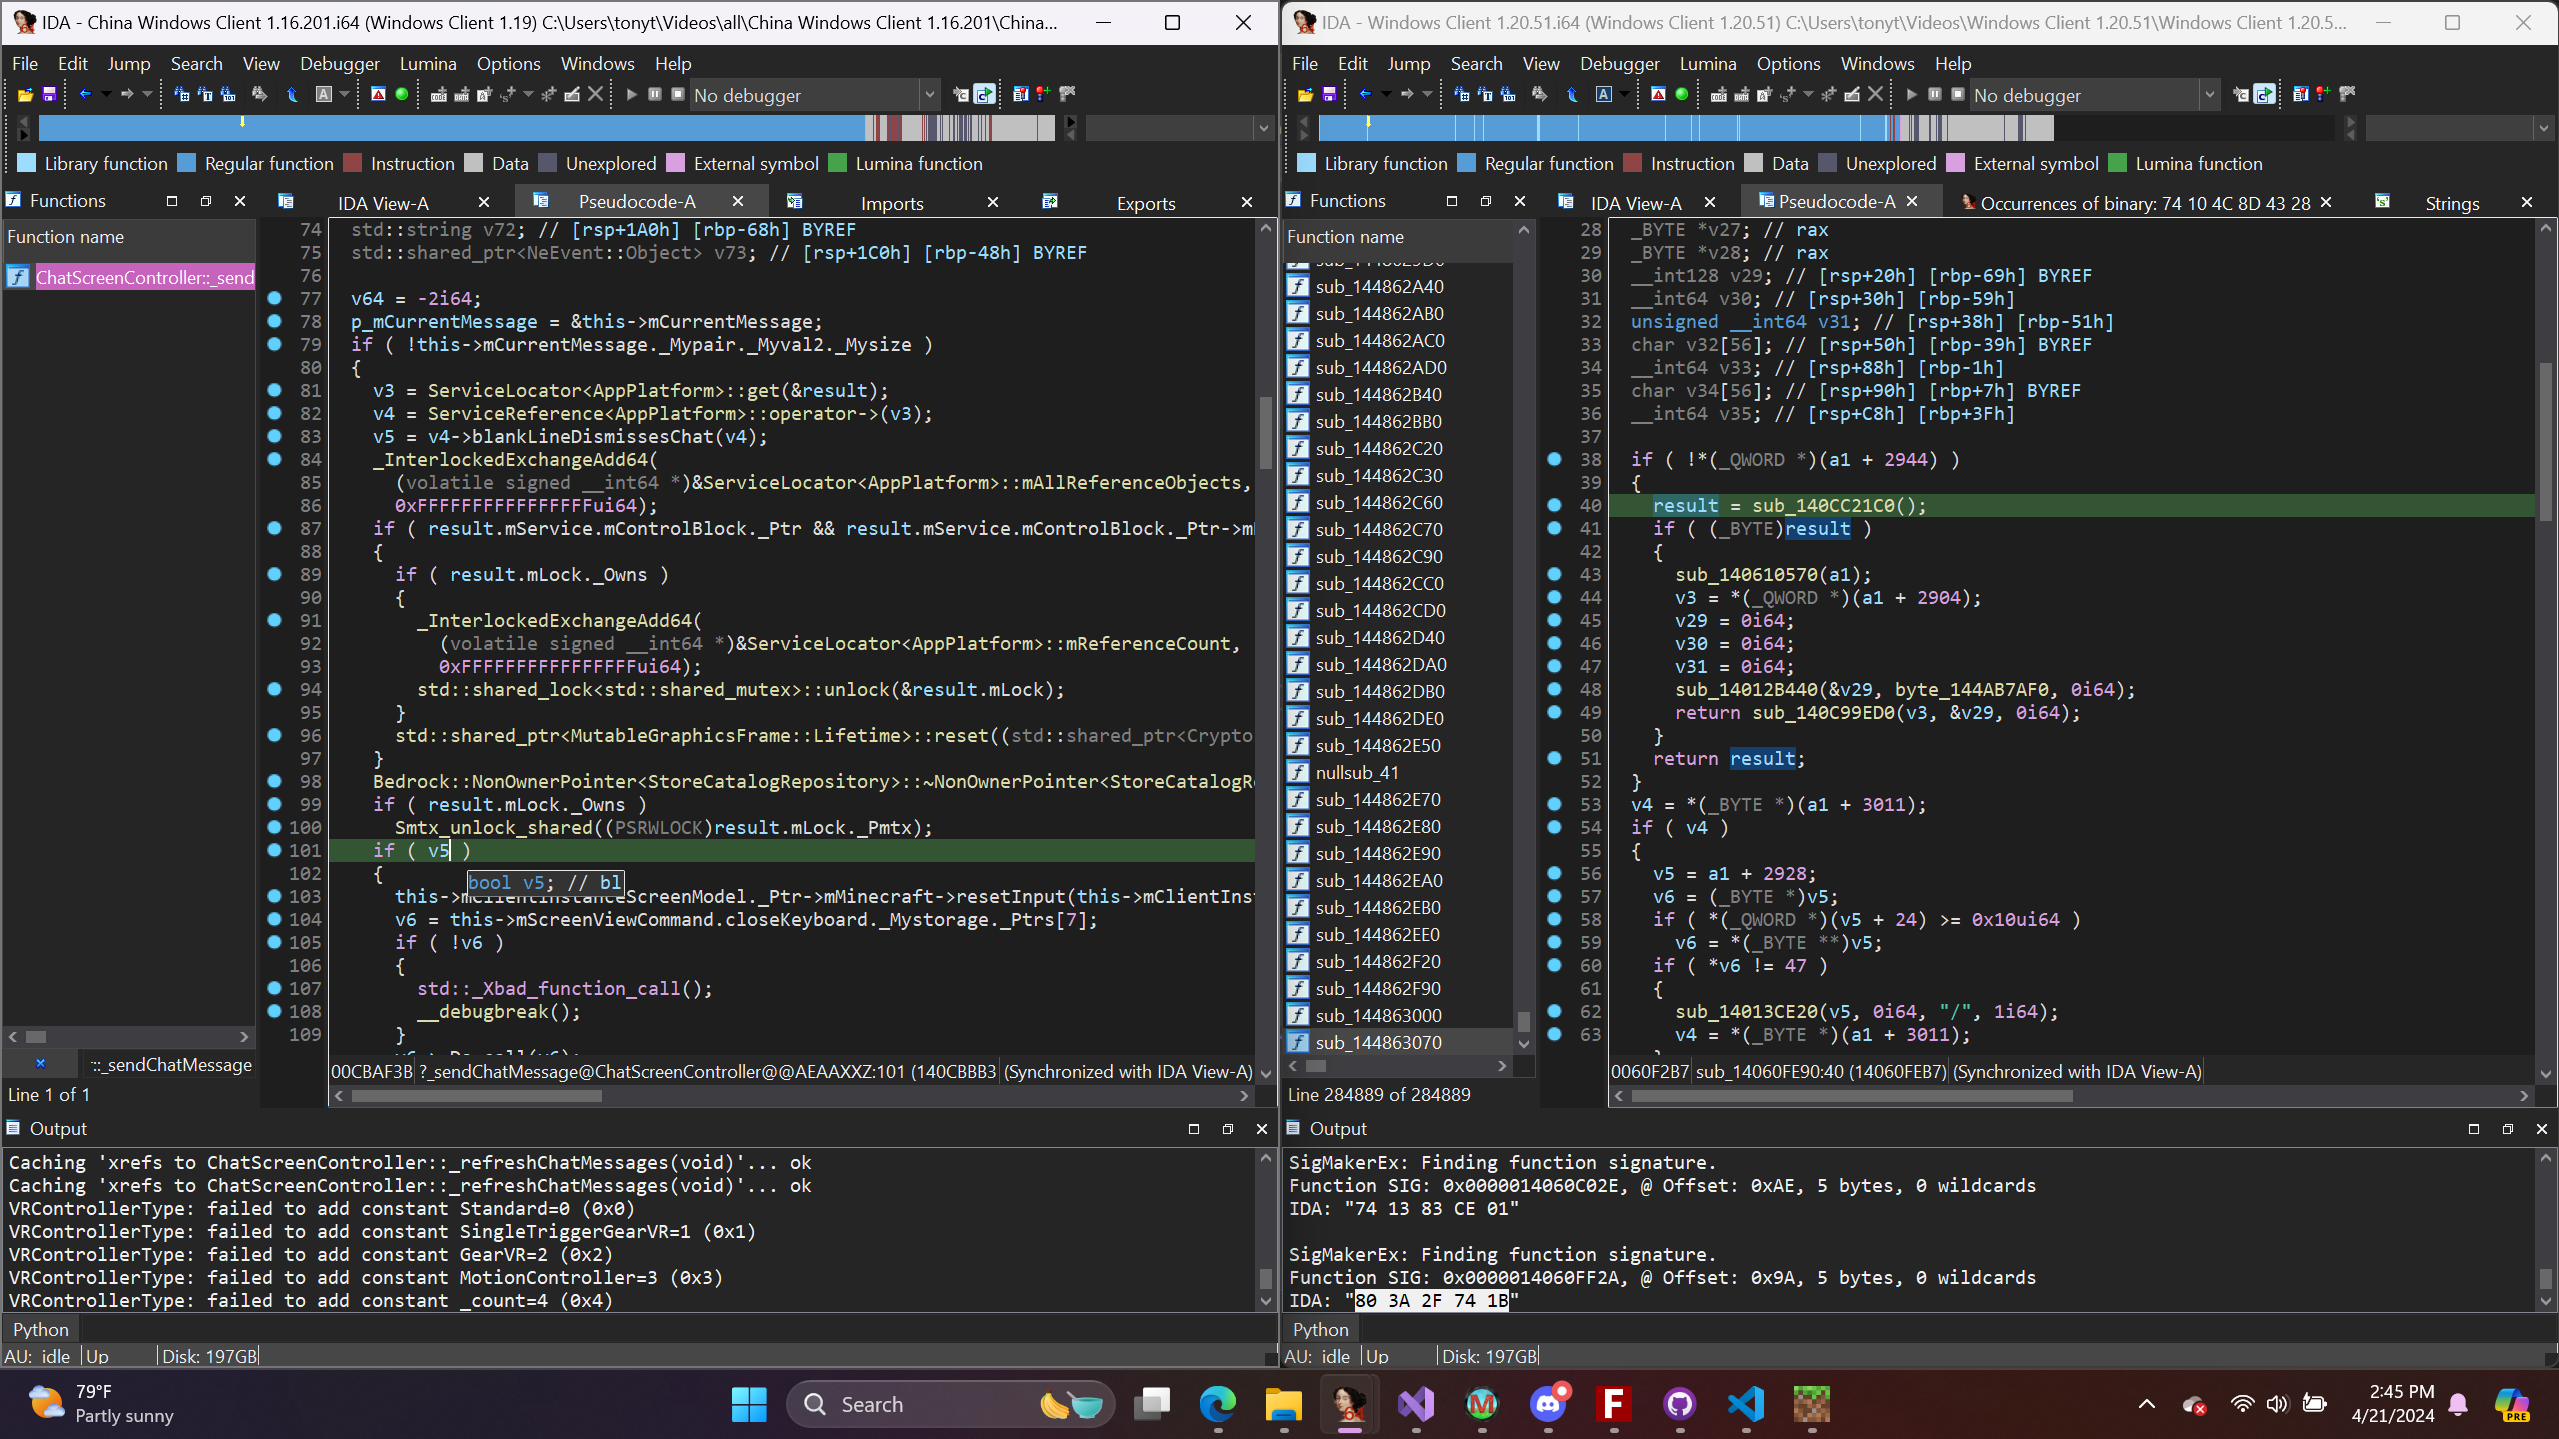 IDA - China Windows Client 1.16.201.i64 (Windows Client 1.19) C:\Users\tonyt\Videos\all\China Windows Client 1.16.201\China...
File Edit Jump Search View Debugger Lumina Options Windows Help
No debugger
Library function Regular function Instruction Data Unexplored External symbol Lumina function
Functions
IDA View-A Pseudocode-A Imports Exports
Function name
ChatScreenController::_send
74 std::string v72; // [rsp+1A0h] [rbp-68h] BYREF
75 std::shared_ptr<NeEvent::Object> v73; // [rsp+1C0h] [rbp-48h] BYREF
76
77 v64 = -2i64;
78 p_mCurrentMessage = &this->mCurrentMessage;
79 if ( !this->mCurrentMessage._Mypair._Myval2._Mysize )
80 {
81 v3 = ServiceLocator<AppPlatform>::get(&result);
82 v4 = ServiceReference<AppPlatform>::operator->(v3);
83 v5 = v4->blankLineDismissesChat(v4);
84 _InterlockedExchangeAdd64(
85 (volatile signed __int64 *)&ServiceLocator<AppPlatform>::mAllReferenceObjects,
86 0xFFFFFFFFFFFFFFFFui64);
87 if ( result.mService.mControlBlock._Ptr && result.mService.mControlBlock._Ptr->m
88 {
89 if ( result.mLock._Owns )
90 {
91 _InterlockedExchangeAdd64(
92 (volatile signed __int64 *)&ServiceLocator<AppPlatform>::mReferenceCount,
93 0xFFFFFFFFFFFFFFFFui64);
94 std::shared_lock<std::shared_mutex>::unlock(&result.mLock);
95 }
96 std::shared_ptr<MutableGraphicsFrame::Lifetime>::reset((std::shared_ptr<Crypto
97 }
98 Bedrock::NonOwnerPointer<StoreCatalogRepository>::~NonOwnerPointer<StoreCatalogRe
99 if ( result.mLock._Owns )
100 Smtx_unlock_shared((PSRWLOCK)result.mLock._Pmtx);
101 if ( v5 )
102 {
bool v5; // bl
103 this->mClientInstanceScreenModel._Ptr->mMinecraft->resetInput(this->mClientIns
104 v6 = this->mScreenViewCommand.closeKeyboard._Mystorage._Ptrs[7];
105 if ( !v6 )
106 {
107 std::_Xbad_function_call();
108 __debugbreak();
109 }
::_sendChatMessage
00CBAF3B ?_sendChatMessage@ChatScreenController@@AEAAXXZ:101 (140CBBB3 (Synchronized with IDA View-A)
Line 1 of 1
Output
Caching 'xrefs to ChatScreenController::_refreshChatMessages(void)'... ok
Caching 'xrefs to ChatScreenController::_refreshChatMessages(void)'... ok
VRControllerType: failed to add constant Standard=0 (0x0)
VRControllerType: failed to add constant SingleTriggerGearVR=1 (0x1)
VRControllerType: failed to add constant GearVR=2 (0x2)
VRControllerType: failed to add constant MotionController=3 (0x3)
VRControllerType: failed to add constant _count=4 (0x4)
Python
AU: idle Up Disk: 197GB
IDA - Windows Client 1.20.51.i64 (Windows Client 1.20.51) C:\Users\tonyt\Videos\Windows Client 1.20.51\Windows Client 1.20.5...
File Edit Jump Search View Debugger Lumina Options Windows Help
No debugger
Library function Regular function Instruction Data Unexplored External symbol Lumina function
Functions
IDA View-A Pseudocode-A Occurrences of binary: 74 10 4C 8D 43 28 Strings
Function name
sub_144862A40
sub_144862AB0
sub_144862AC0
sub_144862AD0
sub_144862B40
sub_144862BB0
sub_144862C20
sub_144862C30
sub_144862C60
sub_144862C70
sub_144862C90
sub_144862CC0
sub_144862CD0
sub_144862D40
sub_144862DA0
sub_144862DB0
sub_144862DE0
sub_144862E50
nullsub_41
sub_144862E70
sub_144862E80
sub_144862E90
sub_144862EA0
sub_144862EB0
sub_144862EE0
sub_144862F20
sub_144862F90
sub_144863000
sub_144863070
Line 284889 of 284889
28 _BYTE *v27; // rax
29 _BYTE *v28; // rax
30 __int128 v29; // [rsp+20h] [rbp-69h] BYREF
31 __int64 v30; // [rsp+30h] [rbp-59h]
32 unsigned __int64 v31; // [rsp+38h] [rbp-51h]
33 char v32[56]; // [rsp+50h] [rbp-39h] BYREF
34 __int64 v33; // [rsp+88h] [rbp-1h]
35 char v34[56]; // [rsp+90h] [rbp+7h] BYREF
36 __int64 v35; // [rsp+C8h] [rbp+3Fh]
37
38 if ( !*(_QWORD *)(a1 + 2944) )
39 {
40 result = sub_140CC21C0();
41 if ( (_BYTE)result )
42 {
43 sub_140610570(a1);
44 v3 = *(_QWORD *)(a1 + 2904);
45 v29 = 0i64;
46 v30 = 0i64;
47 v31 = 0i64;
48 sub_14012B440(&v29, byte_144AB7AF0, 0i64);
49 return sub_140C99ED0(v3, &v29, 0i64);
50 }
51 return result;
52 }
53 v4 = *(_BYTE *)(a1 + 3011);
54 if ( v4 )
55 {
56 v5 = a1 + 2928;
57 v6 = (_BYTE *)v5;
58 if ( *(_QWORD *)(v5 + 24) >= 0x10ui64 )
59 v6 = *(_BYTE **)v5;
60 if ( *v6 != 47 )
61 {
62 sub_14013CE20(v5, 0i64, "/", 1i64);
63 v4 = *(_BYTE *)(a1 + 3011);
0060F2B7 sub_14060FE90:40 (14060FEB7) (Synchronized with IDA View-A)
Output
SigMakerEx: Finding function signature.
Function SIG: 0x0000014060C02E, @ Offset: 0xAE, 5 bytes, 0 wildcards
IDA: "74 13 83 CE 01"
SigMakerEx: Finding function signature.
Function SIG: 0x0000014060FF2A, @ Offset: 0x9A, 5 bytes, 0 wildcards
IDA: "80 3A 2F 74 1B"
Python
AU: idle Up Disk: 197GB
79°F
Partly sunny
Search
2:45 PM
4/21/2024
PRE